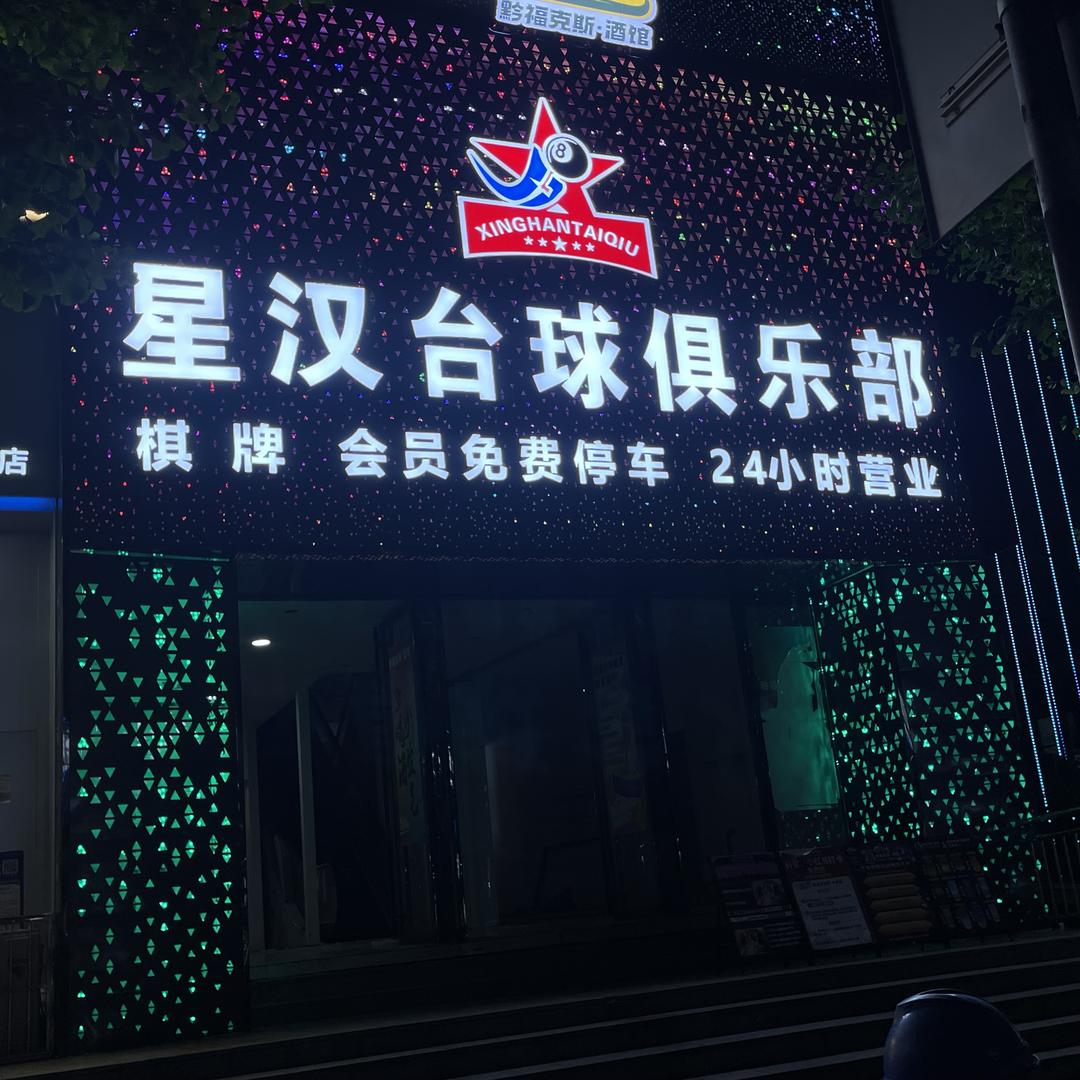 黔福克斯·酒馆
8
XINGHANTAIQIU
星汉台球俱乐部
棋牌 会员免费停车 24小时营业
店